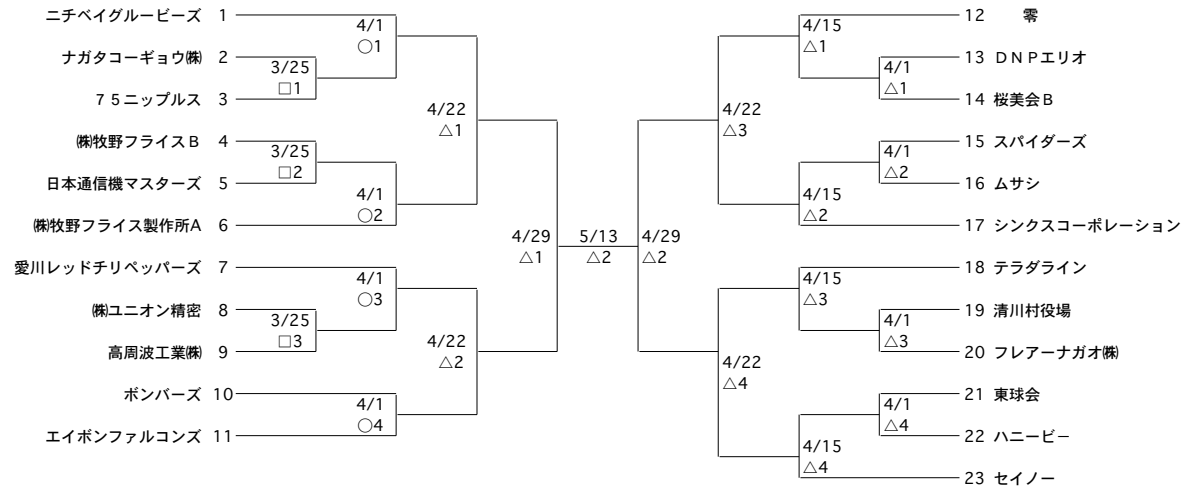 ニチベイグルービーズ 1
ナガタコーギョウ㈱ 2
７５ニップルス 3
㈱牧野フライスＢ 4
日本通信機マスターズ 5
㈱牧野フライス製作所A 6
愛川レッドチリペッパーズ 7
㈱ユニオン精密 8
高周波工業㈱ 9
ボンバーズ 10
エイボンファルコンズ 11
3/25
□1
3/25
□2
3/25
□3
4/1
○1
4/1
○2
4/1
○3
4/1
○4
4/22
△1
4/22
△2
4/29
△1
5/13
△2
4/29
△2
4/22
△3
4/22
△4
4/15
△1
4/15
△2
4/15
△3
4/15
△4
4/1
△1
4/1
△2
4/1
△3
4/1
△4
12 零
13 ＤＮＰエリオ
14 桜美会Ｂ
15 スパイダーズ
16 ムサシ
17 シンクスコーポレーション
18 テラダライン
19 清川村役場
20 フレアーナガオ㈱
21 東球会
22 ハニービー
23 セイノー